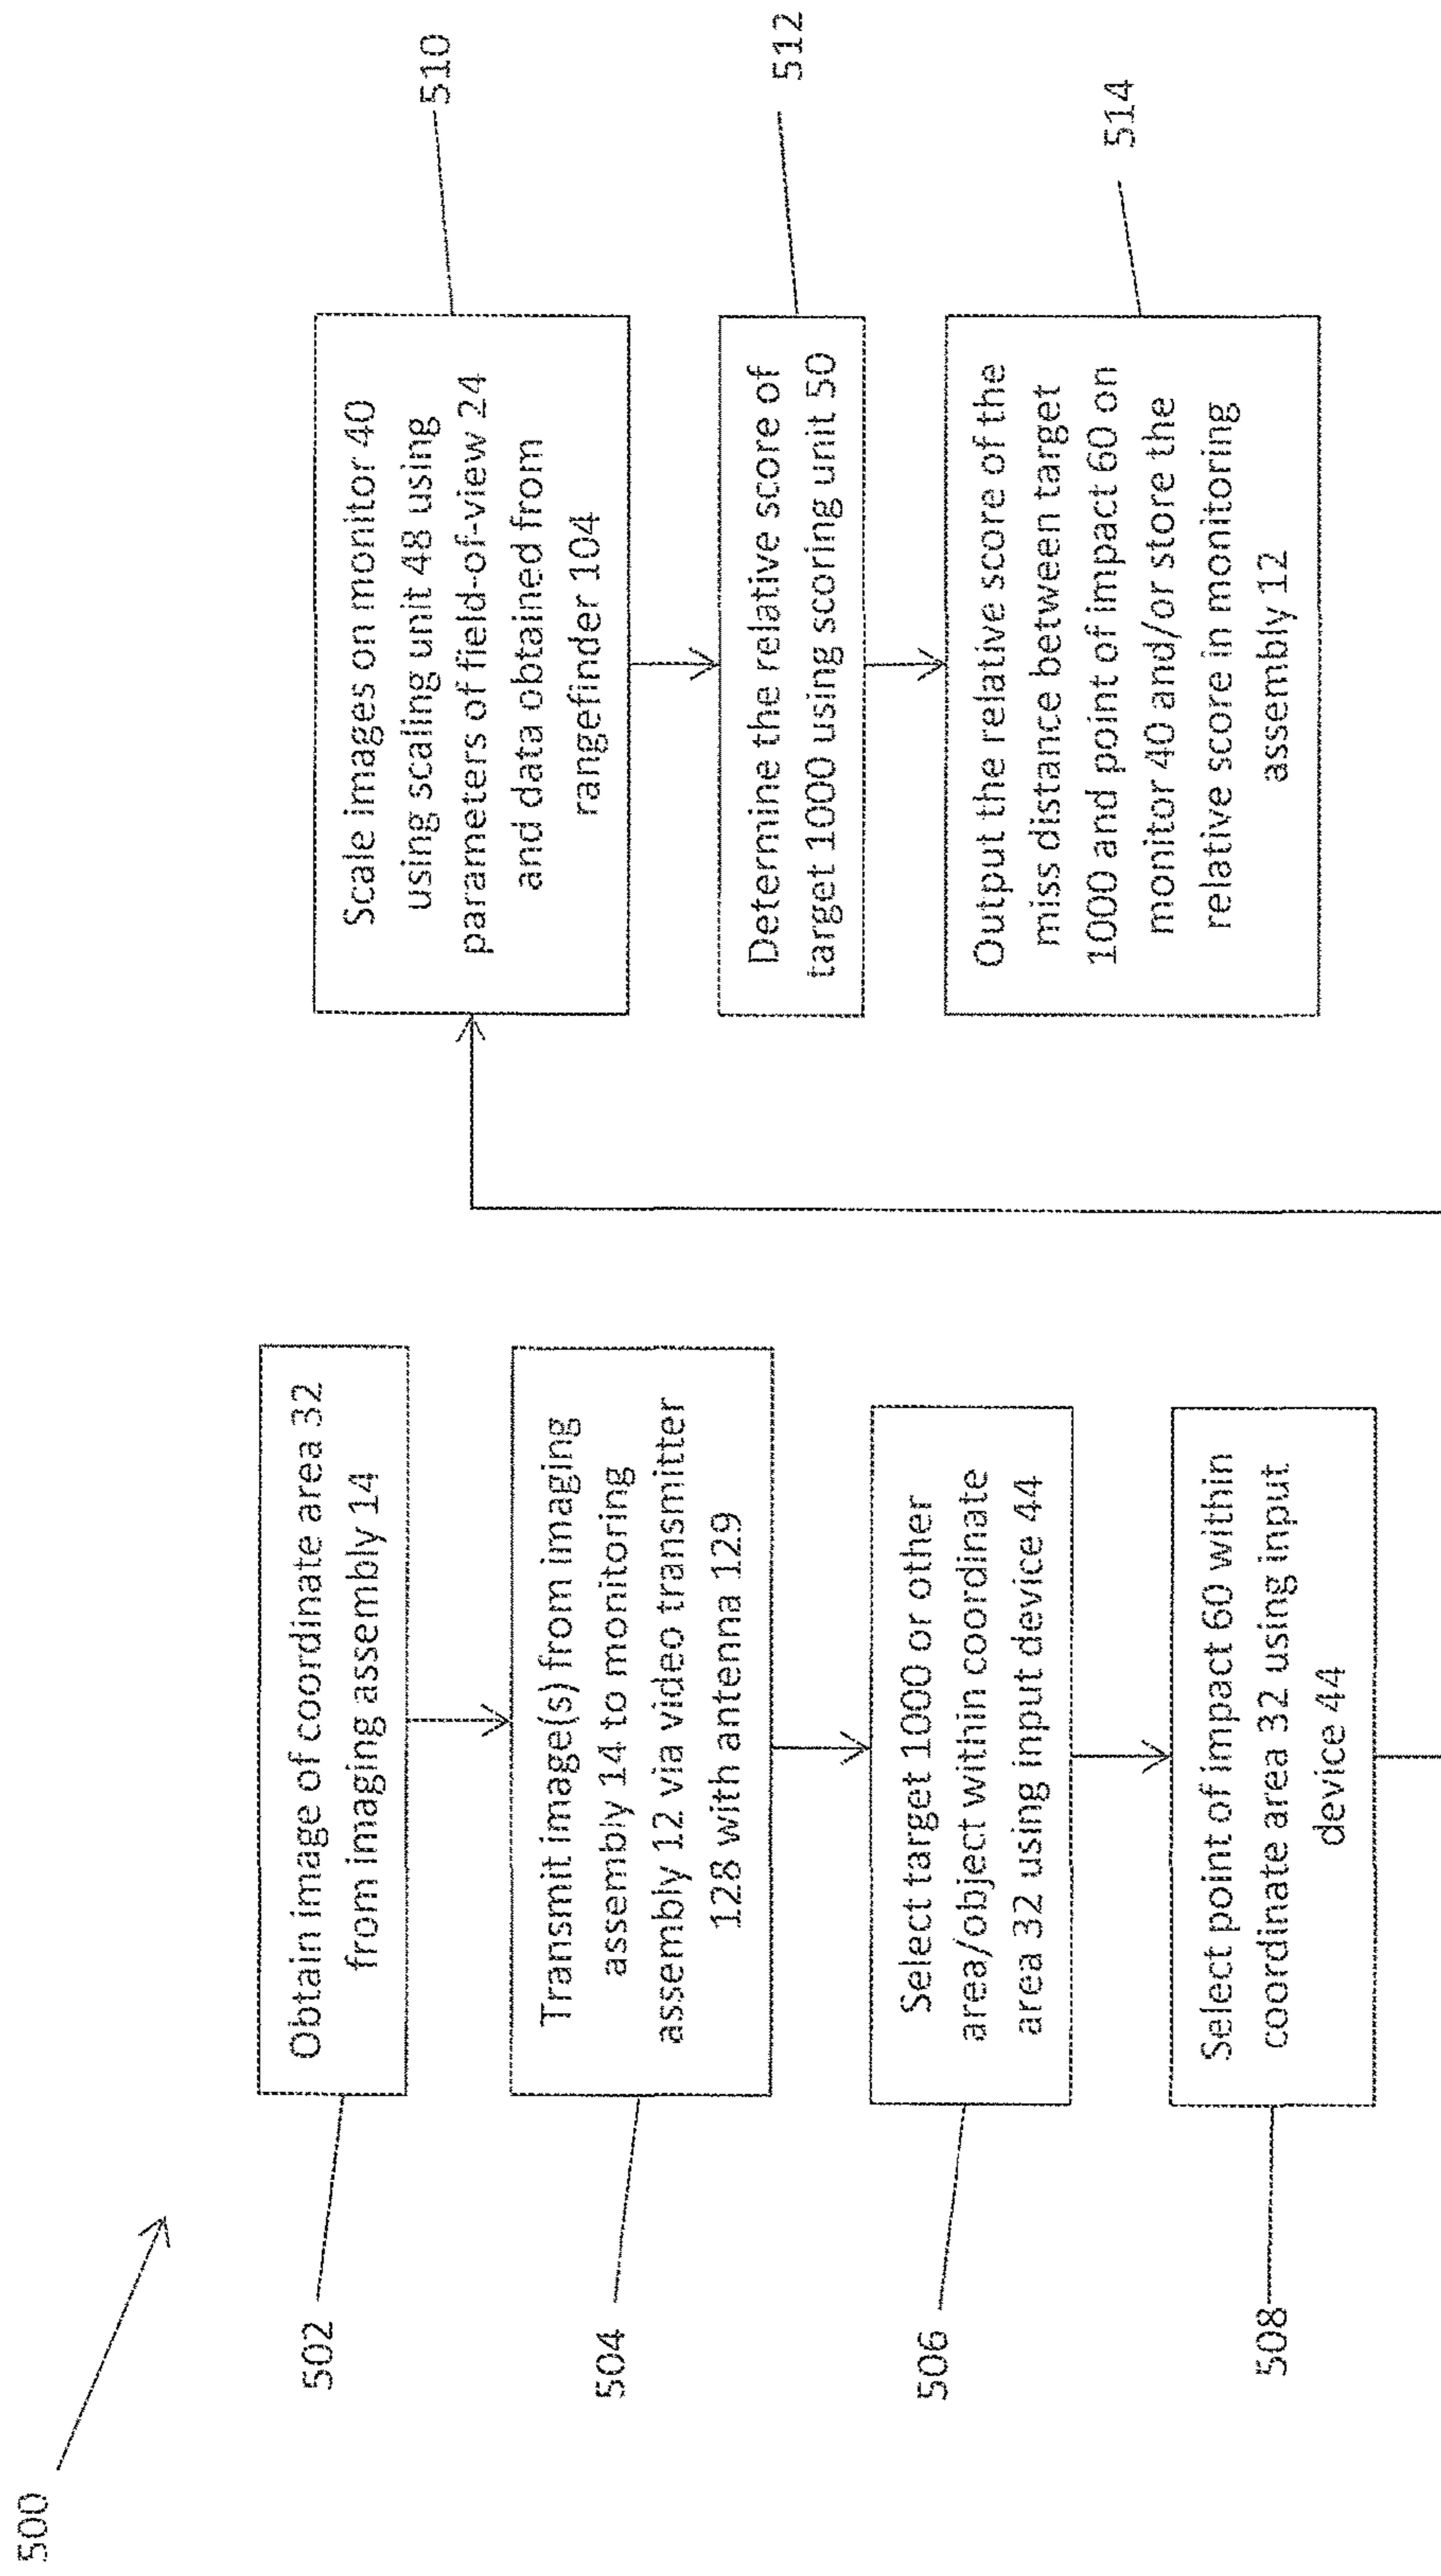 500
502
Obtain image of coordinate area 32
from imaging assembly 14
504
Transmit image(s) from imaging
assembly 14 to monitoring
assembly 12 via video transmitter
128 with antenna 129
506
Select target 1000 or other
area/object within coordinate
area 32 using input device 44
508
Select point of impact 60 within
coordinate area 32 using input
device 44
510
Scale images on monitor 40
using scaling unit 48 using
parameters of field-of-view 24
and data obtained from
rangefinder 104
512
Determine the relative score of
target 1000 using scoring unit 50
514
Output the relative score of the
miss distance between target
1000 and point of impact 60 on
monitor 40 and/or store the
relative score in monitoring
assembly 12